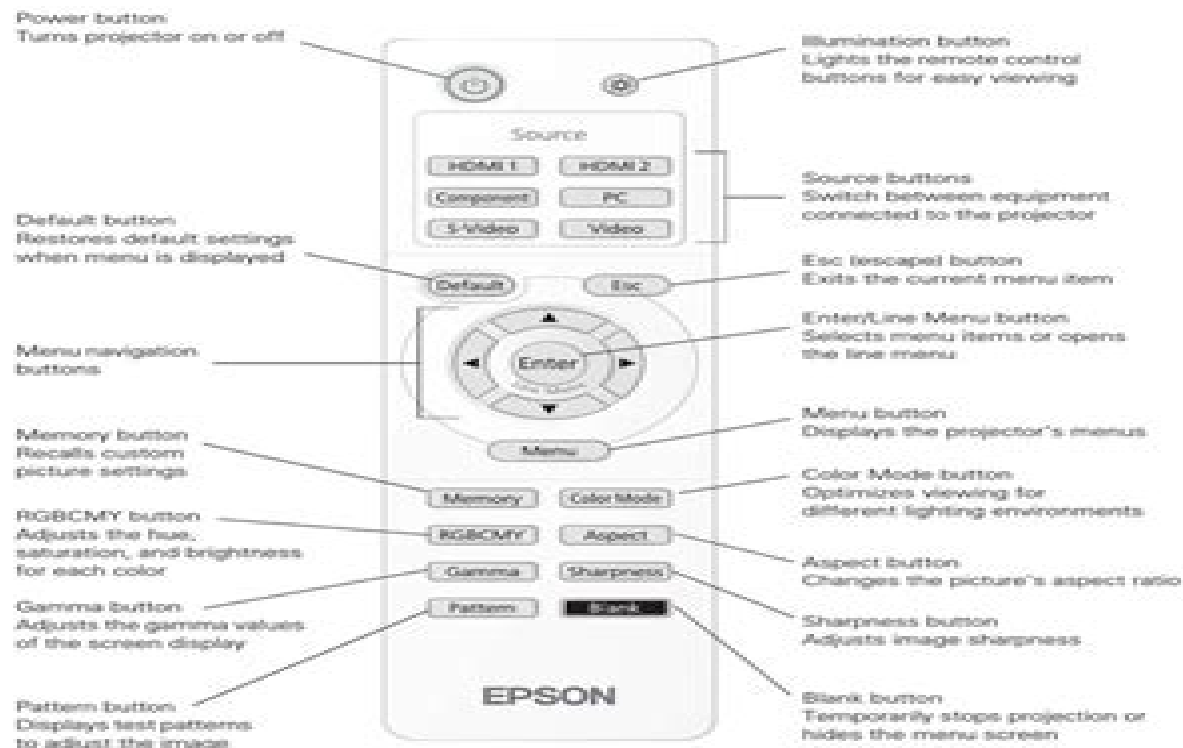 Power button
Turns projector on or off
Illumination button
Lights the remote control
buttons for easy viewing
Source
HDMI 1
HDMI 2
Component
PC
S-Video
Video
Source buttons
Switch between equipment
connected to the projector
Default button
Restores default settings
when menu is displayed
Default
Esc
Esc (escape) button
Exits the current menu item
Enter
Line Menu
Enter/Line Menu button
Selects menu items or opens
the line menu
Menu navigation
buttons
Menu
Menu button
Displays the projector's menus
Memory button
Recalls custom
picture settings
Memory
Color Mode
Color Mode button
Optimizes viewing for
different lighting environments
RGBCMY button
Adjusts the hue,
saturation, and brightness
for each color
RGBCMY
Aspect
Aspect button
Changes the picture's aspect ratio
Gamma
Sharpness
Gamma button
Adjusts the gamma values
of the screen display
Sharpness button
Adjusts image sharpness
Pattern
Blank
EPSON
Pattern button
Displays test patterns
to adjust the image
Blank button
Temporarily stops projection or
hides the menu screen